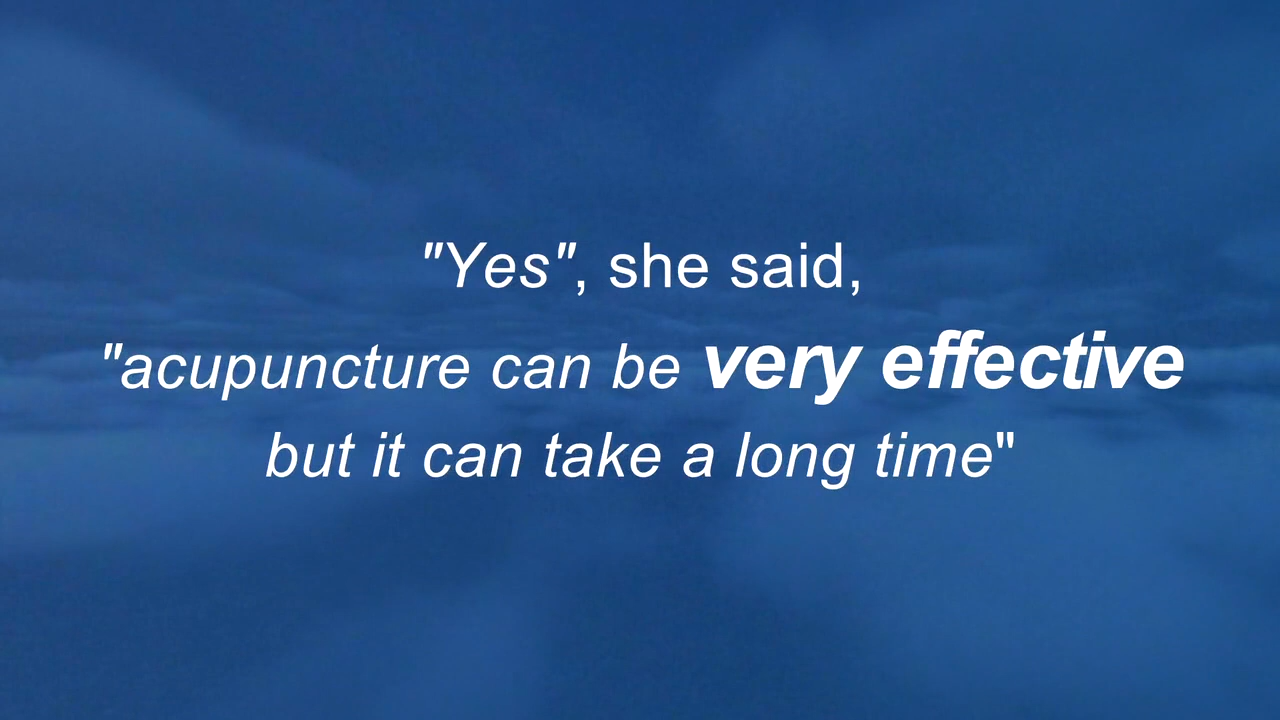 "Yes", she said,
"acupuncture can be very effective
but it can take a long time"